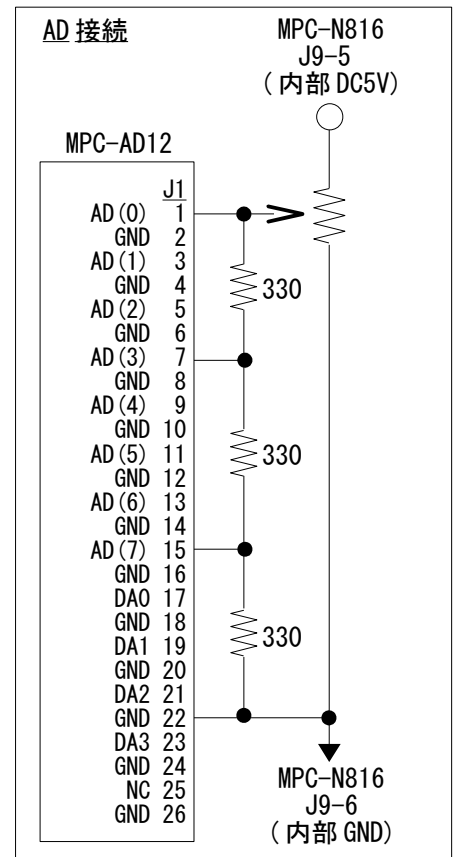 AD 接続
MPC-N816
J9-5
( 内部 DC5V)
MPC-AD12
J1
AD(0) 1
GND 2
AD(1) 3
GND 4
AD(2) 5
GND 6
AD(3) 7
GND 8
AD(4) 9
GND 10
AD(5) 11
GND 12
AD(6) 13
GND 14
AD(7) 15
GND 16
DA0 17
GND 18
DA1 19
GND 20
DA2 21
GND 22
DA3 23
GND 24
NC 25
GND 26
330
330
330
MPC-N816
J9-6
( 内部 GND)